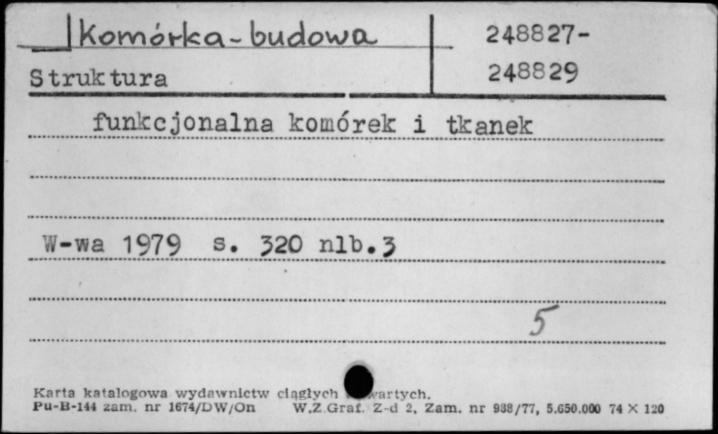 Komórka-budowa
248827-
Struktura
248829
funkcjonalna komórek i tkanek
W-wa 1979 s. 320 nlb.3
5
Karta katalogowa wydawnictw ciągłych wartych.
Pu-B-144 zam. nr 1674/DW/On W.Z.Graf. Z-d 2, Zam. nr 938/77, 5.650.000 74 X 120